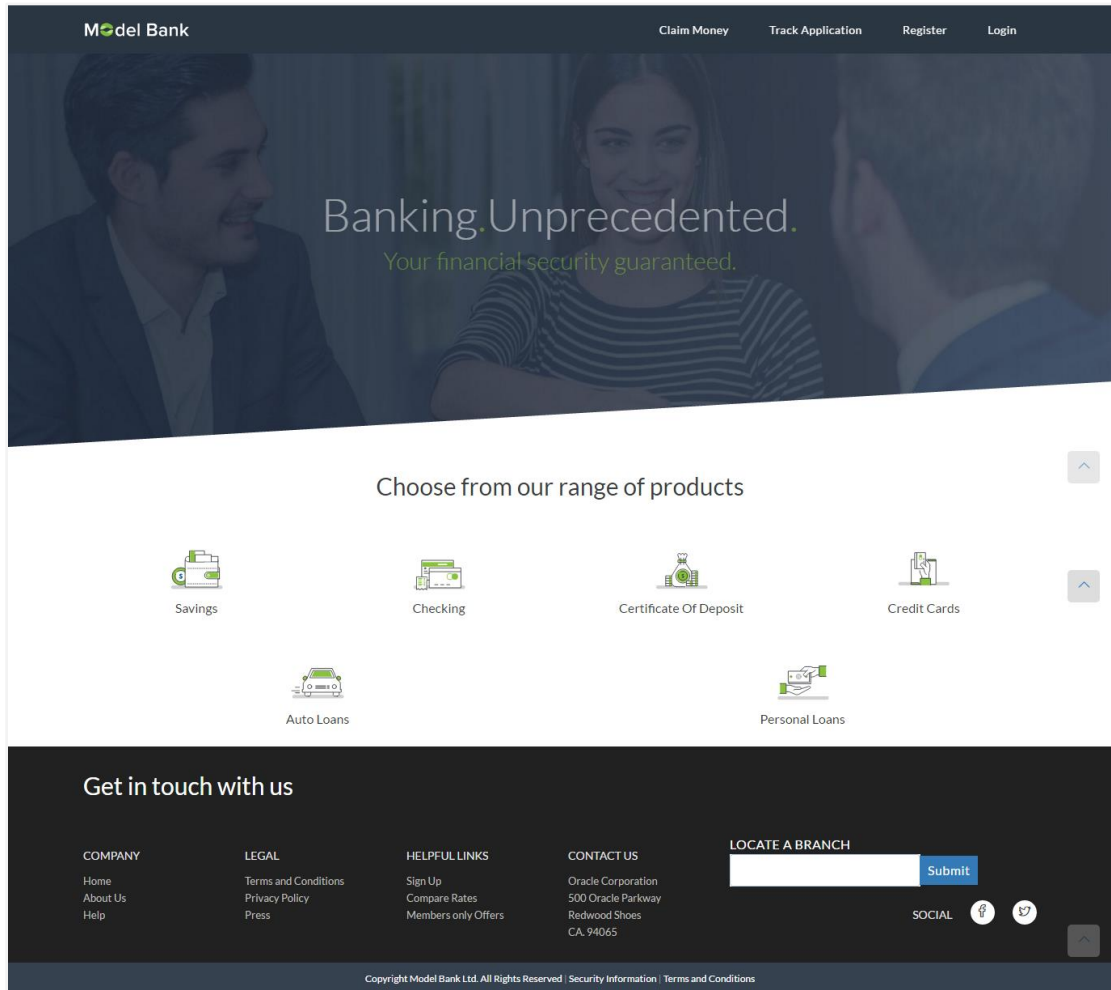 Model Bank
Claim Money Track Application Register Login
Banking.Unprecedented.
Your financial security guaranteed.
Choose from our range of products
Savings
Checking
Certificate Of Deposit
Credit Cards
Auto Loans
Personal Loans
Get in touch with us
COMPANY
Home
About Us
Help
LEGAL
Terms and Conditions
Privacy Policy
Press
HELPFUL LINKS
Sign Up
Compare Rates
Members only Offers
CONTACT US
Oracle Corporation
500 Oracle Parkway
Redwood Shoes
CA. 94065
LOCATE A BRANCH
Submit
SOCIAL
Copyright Model Bank Ltd. All Rights Reserved | Security Information | Terms and Conditions